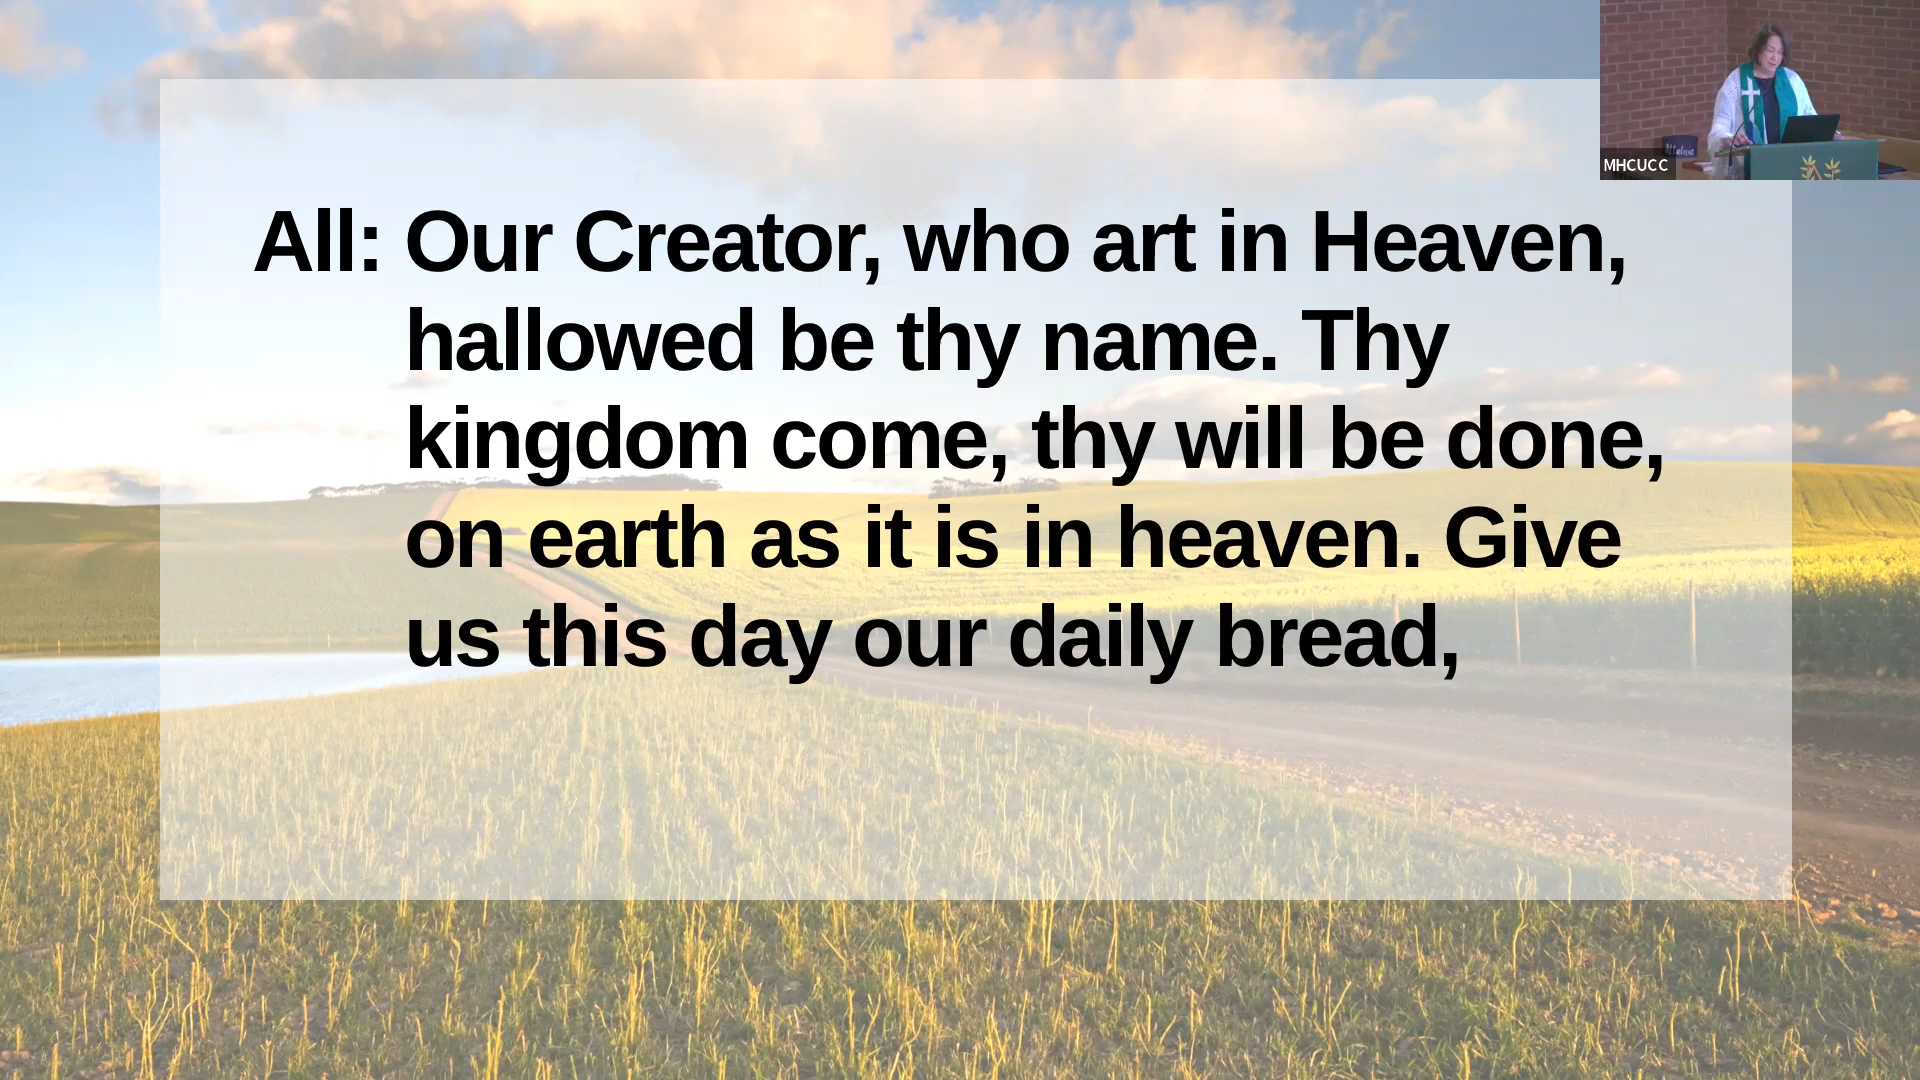 All: Our Creator, who art in Heaven,
hallowed be thy name. Thy
kingdom come, thy will be done,
on earth as it is in heaven. Give
us this day our daily bread,
MHCUCC